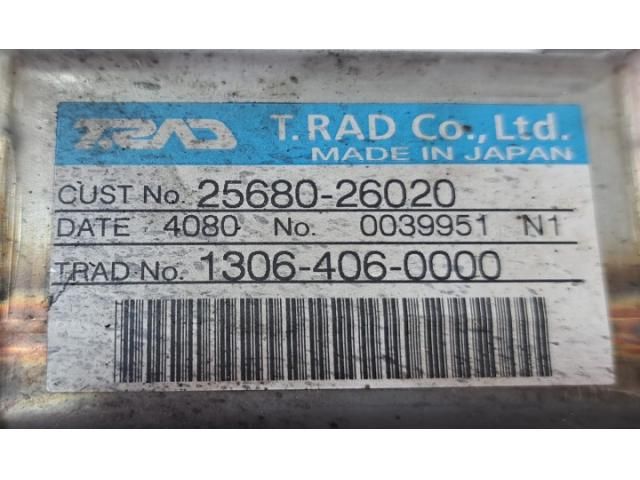 T.RAD T.RAD Co., Ltd.
MADE IN JAPAN
CUST No. 25680-26020
DATE 4080 No. 0039951 N1
TRAD No. 1306-406-0000